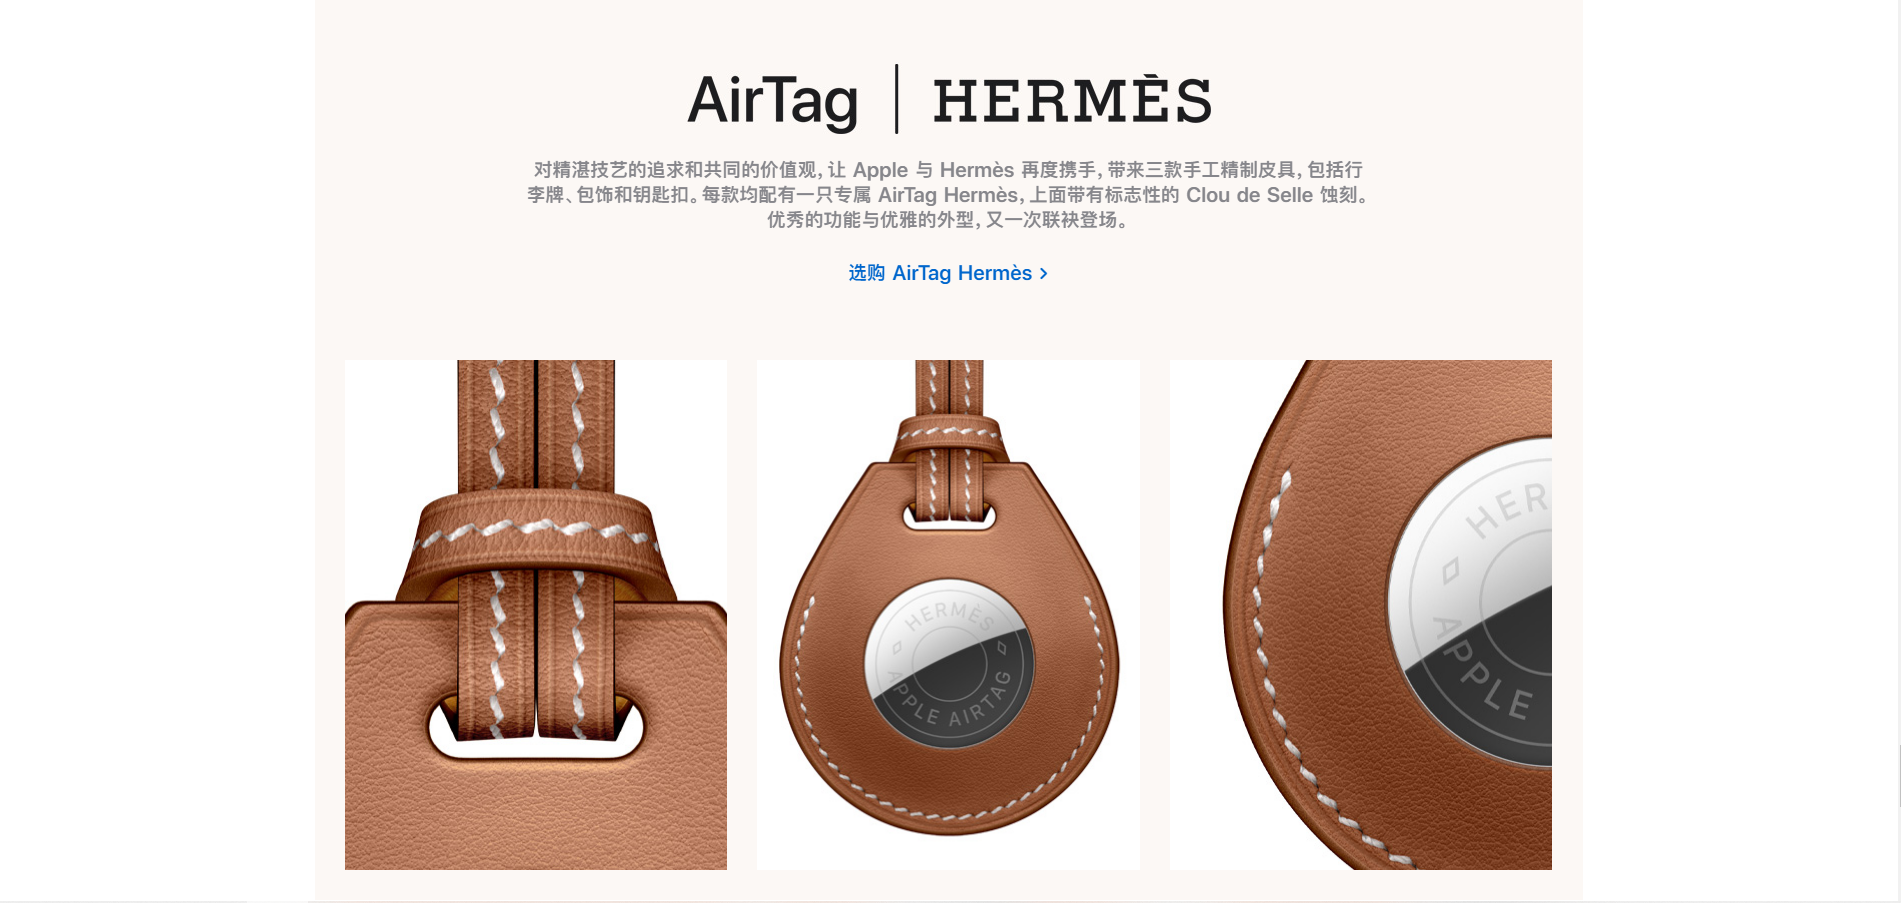 AirTag | HERMÈS
对精湛技艺的追求和共同的价值观，让 Apple 与 Hermès 再度携手，带来三款手工精制皮具，包括行
李牌、包饰和钥匙扣。每款均配有一只专属 AirTag Hermès，上面带有标志性的 Clou de Selle 蚀刻。
优秀的功能与优雅的外型，又一次联袂登场。
选购 AirTag Hermès >
HERMÈS
APPLE AIRTAG
HER
APPLE